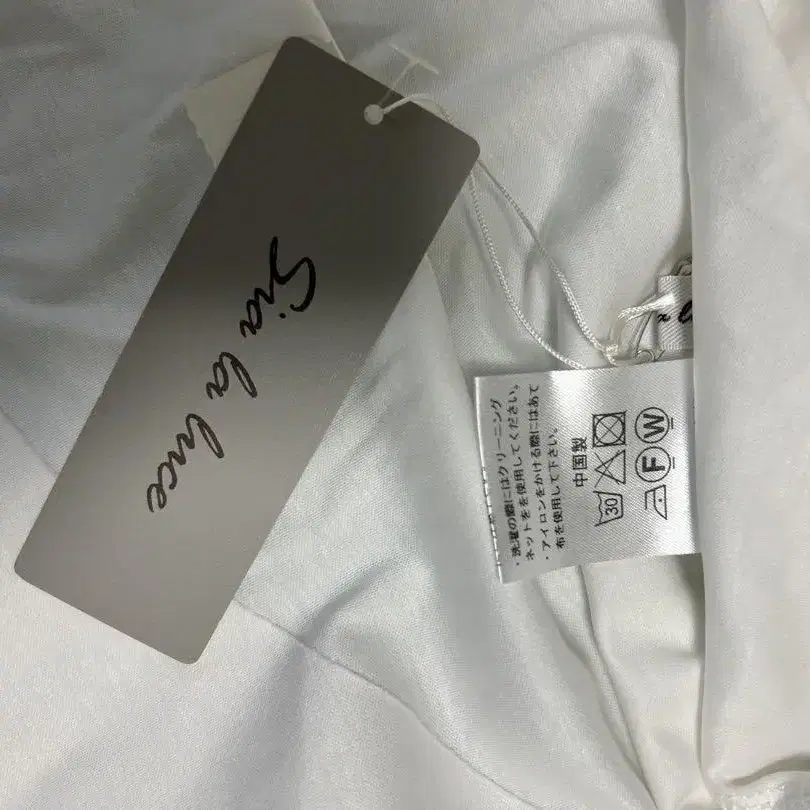 Sia la luce
・洗濯の際にはクリーニング
ネットをを使用してください。
・アイロンをかける際にはあて
布を使用して下さい。
中国製
30
F W